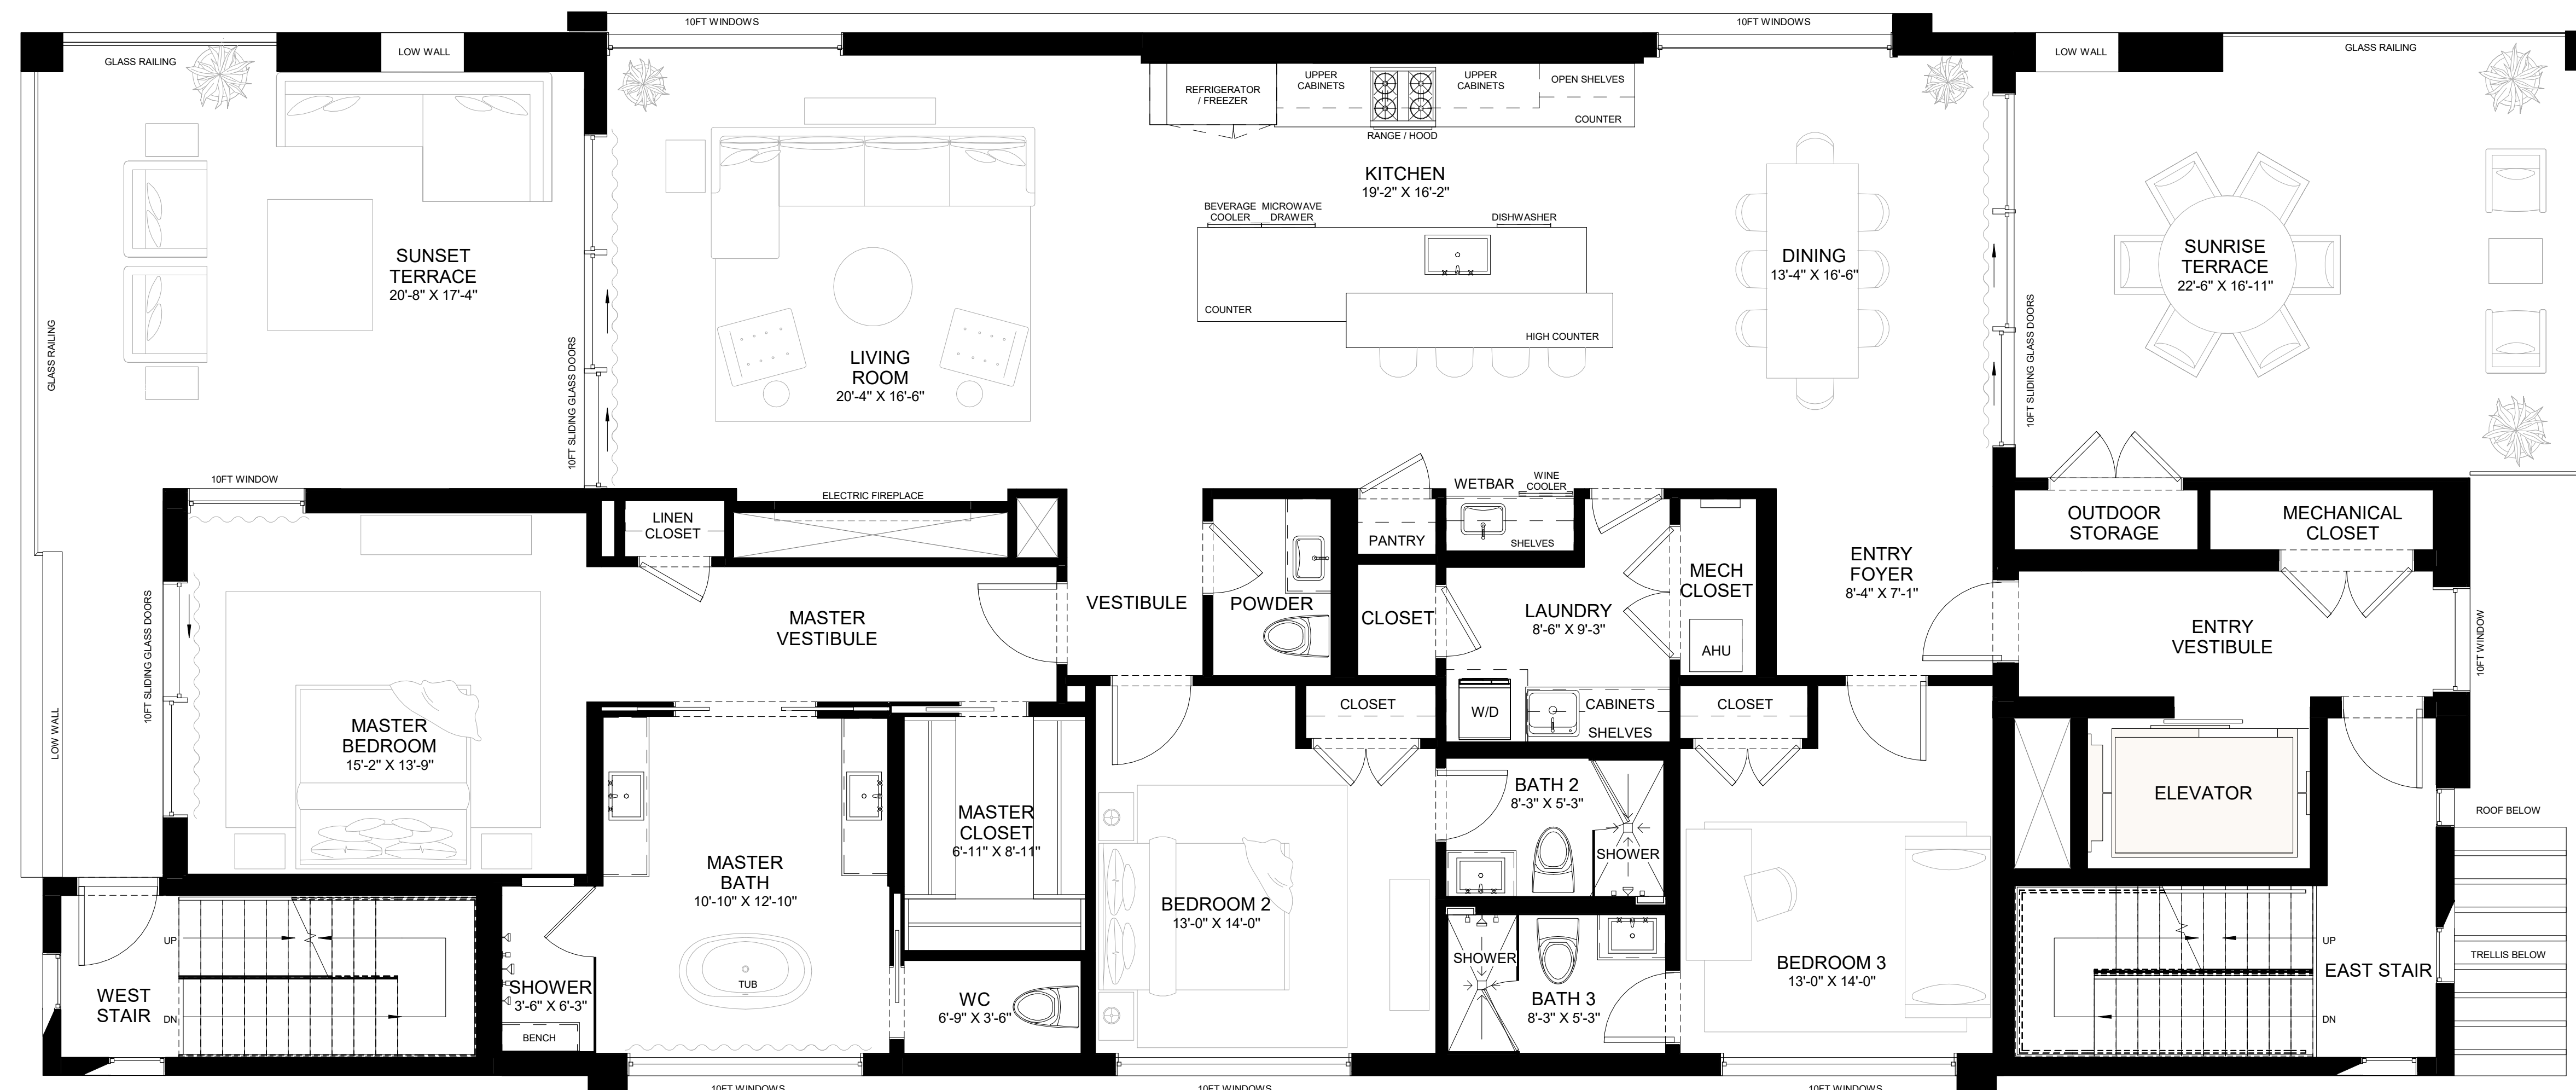 10FT WINDOWS
10FT WINDOWS
GLASS RAILING
LOW WALL
LOW WALL
GLASS RAILING
REFRIGERATOR
/ FREEZER
UPPER
CABINETS
UPPER
CABINETS
OPEN SHELVES
COUNTER
RANGE / HOOD
KITCHEN
19'-2" X 16'-2"
BEVERAGE
COOLER
MICROWAVE
DRAWER
DISHWASHER
COUNTER
HIGH COUNTER
SUNSET
TERRACE
20'-8" X 17'-4"
GLASS RAILING
10FT SLIDING GLASS DOORS
LIVING
ROOM
20'-4" X 16'-6"
DINING
13'-4" X 16'-6"
10FT SLIDING GLASS DOORS
SUNRISE
TERRACE
22'-6" X 16'-11"
10FT WINDOW
ELECTRIC FIREPLACE
LINEN
CLOSET
PANTRY
WETBAR
WINE
COOLER
SHELVES
OUTDOOR
STORAGE
MECHANICAL
CLOSET
10FT SLIDING GLASS DOORS
LOW WALL
MASTER
VESTIBULE
VESTIBULE
POWDER
CLOSET
LAUNDRY
8'-6" X 9'-3"
MECH
CLOSET
AHU
ENTRY
FOYER
8'-4" X 7'-1"
ENTRY
VESTIBULE
10FT WINDOW
MASTER
BEDROOM
15'-2" X 13'-9"
CLOSET
W/D
CABINETS
SHELVES
CLOSET
MASTER
BATH
10'-10" X 12'-10"
MASTER
CLOSET
6'-11" X 8'-11"
BATH 2
8'-3" X 5'-3"
SHOWER
ELEVATOR
ROOF BELOW
BEDROOM 2
13'-0" X 14'-0"
UP
DN
WEST
STAIR
SHOWER
3'-6" X 6'-3"
BENCH
TUB
WC
6'-9" X 3'-6"
SHOWER
BATH 3
8'-3" X 5'-3"
BEDROOM 3
13'-0" X 14'-0"
UP
DN
EAST STAIR
TRELLIS BELOW
10FT WINDOWS
10FT WINDOWS
10FT WINDOWS